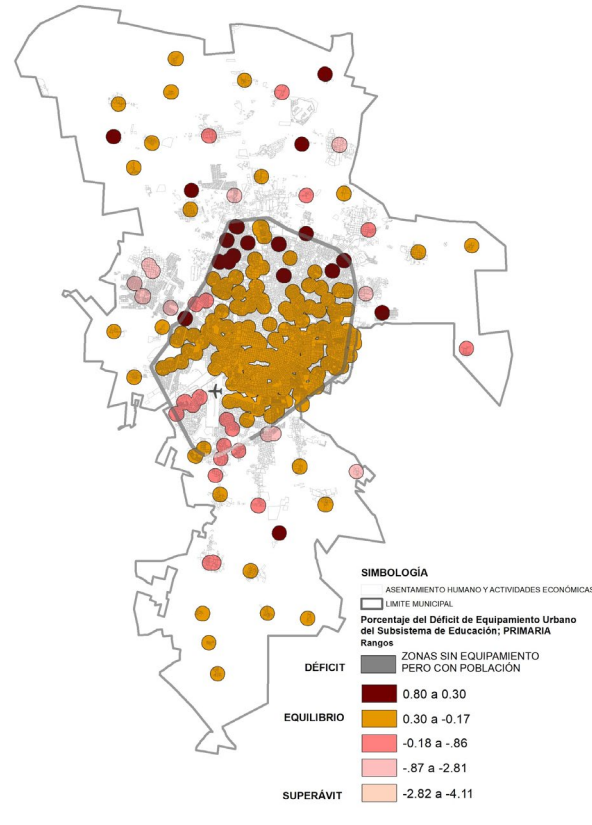 SIMBOLOGÍA
ASENTAMIENTO HUMANO Y ACTIVIDADES ECONÓMICAS
LIMITE MUNICIPAL
Porcentaje del Déficit de Equipamiento Urbano
del Subsistema de Educación; PRIMARIA
Rangos
DÉFICIT
ZONAS SIN EQUIPAMIENTO
PERO CON POBLACIÓN
0.80 a 0.30
EQUILIBRIO
0.30 a -0.17
-0.18 a -.86
-.87 a -2.81
SUPERÁVIT
-2.82 a -4.11